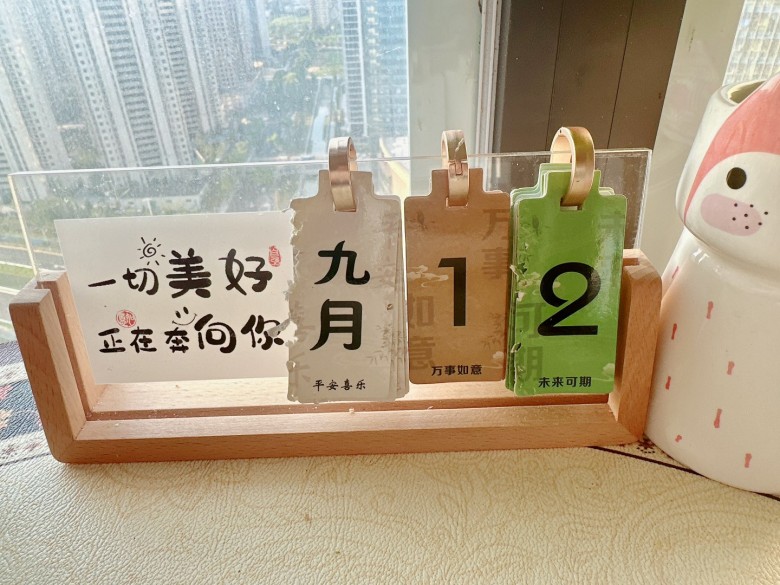 一切美好
正在奔向你
九月
平安喜乐
1
万事如意
2
未来可期